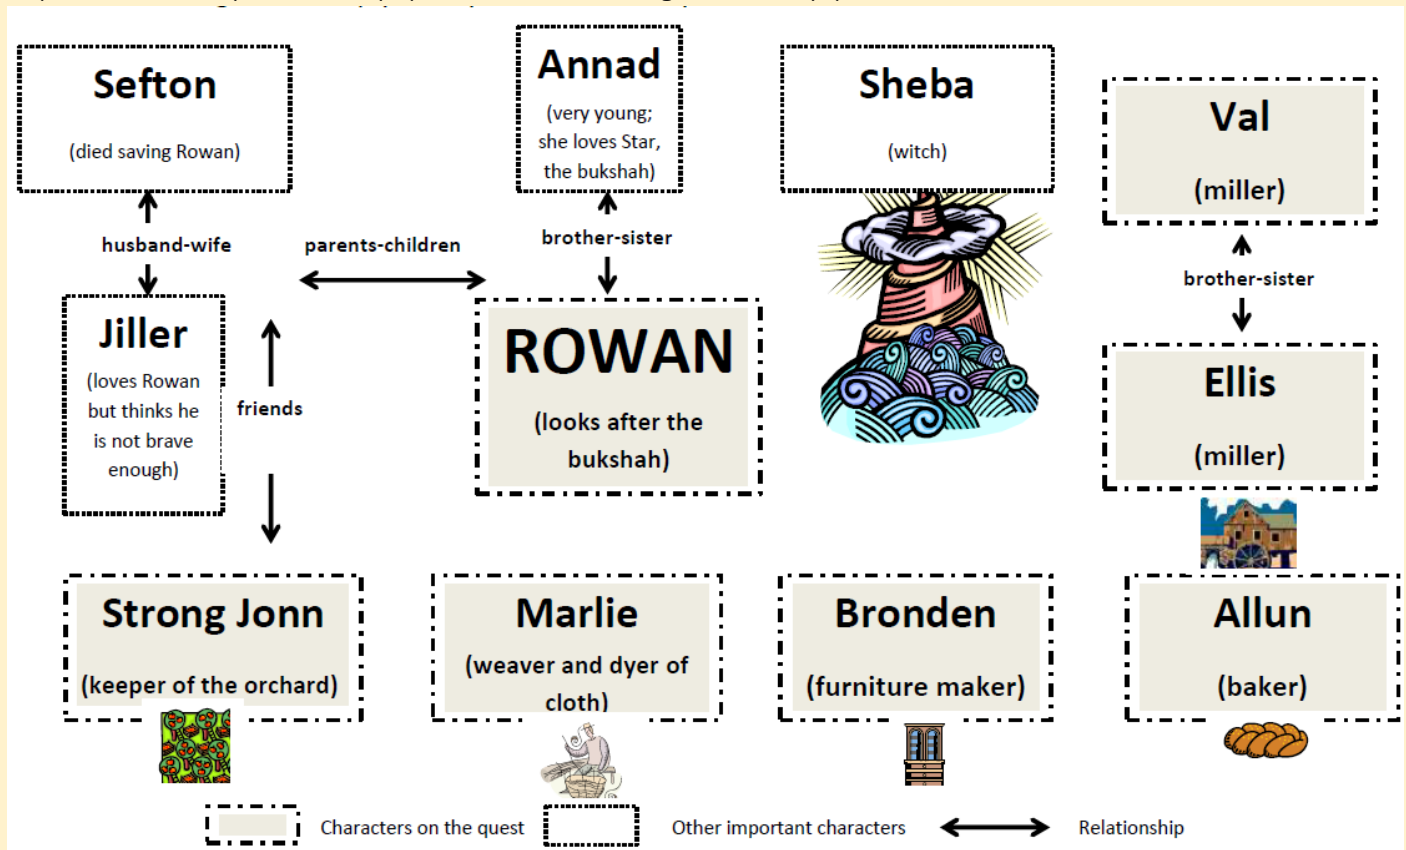 Sefton
(died saving Rowan)
Annad
(very young;
she loves Star,
the bukshah)
Sheba
(witch)
Val
(miller)
husband-wife
parents-children
brother-sister
brother-sister
Jiller
(loves Rowan
but thinks he
is not brave
enough)
friends
ROWAN
(looks after the
bukshah)
Ellis
(miller)
Strong Jonn
(keeper of the orchard)
Marlie
(weaver and dyer of
cloth)
Bronden
(furniture maker)
Allun
(baker)
Characters on the quest
Other important characters
Relationship